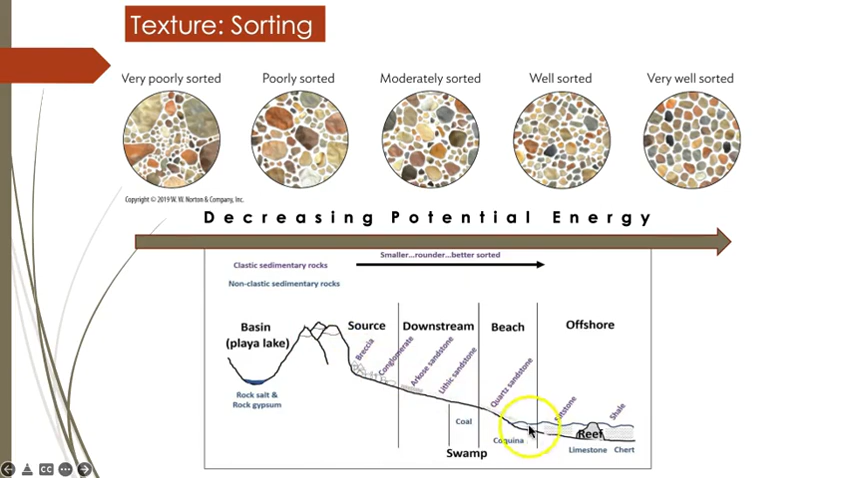 Texture: Sorting
Very poorly sorted
Poorly sorted
Moderately sorted
Well sorted
Very well sorted
Copyright © 2019 W. W. Norton & Company, Inc.
Decreasing Potential Energy
Smaller...rounder...better sorted
Clastic sedimentary rocks
Non-clastic sedimentary rocks
Basin
(playa lake)
Source
Downstream
Beach
Offshore
Breccia
Conglomerate
Arkose sandstone
Lithic sandstone
Quartz sandstone
Siltstone
Shale
Rock salt &
Rock gypsum
Coal
Coquina
Reef
Swamp
Limestone
Chert
CC